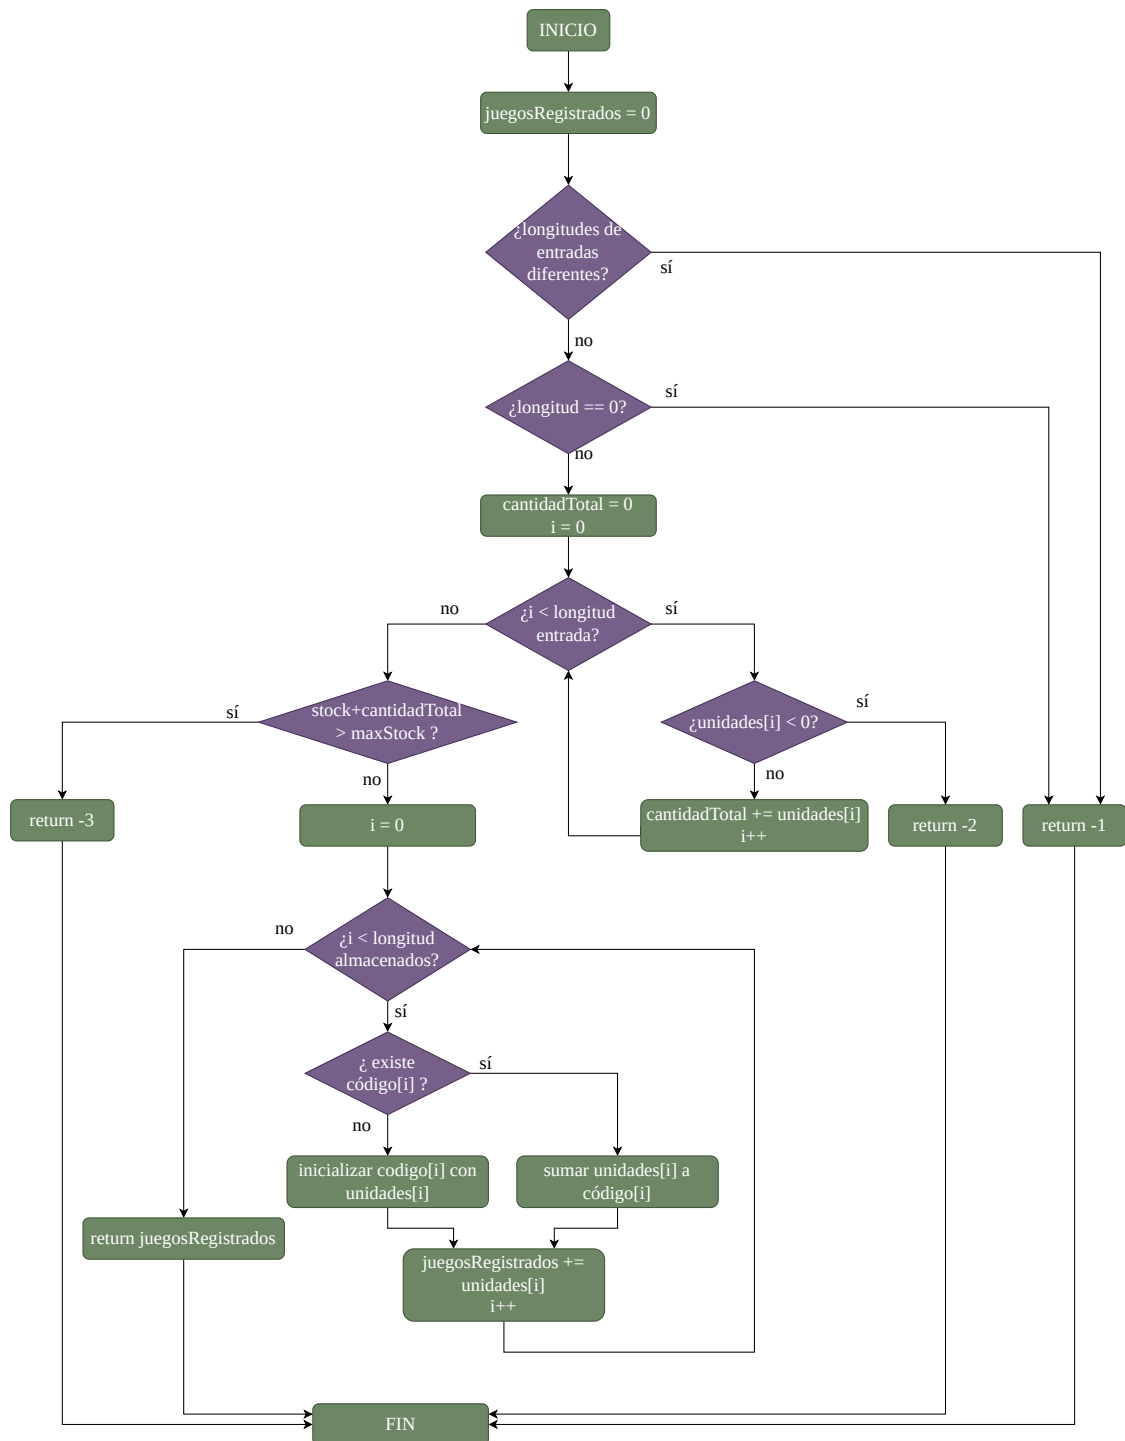 INICIO
juegosRegistrados = 0
¿longitudes de
entradas
diferentes?
sí
no
¿longitud == 0?
sí
no
cantidadTotal = 0
i = 0
¿i < longitud
entrada?
no
sí
stock+cantidadTotal
> maxStock ?
sí
no
¿unidades[i] < 0?
sí
no
return -3
i = 0
cantidadTotal += unidades[i]
i++
return -2
return -1
¿i < longitud
almacenados?
no
sí
¿ existe
código[i] ?
sí
no
inicializar codigo[i] con
unidades[i]
sumar unidades[i] a
código[i]
return juegosRegistrados
juegosRegistrados +=
unidades[i]
i++
FIN